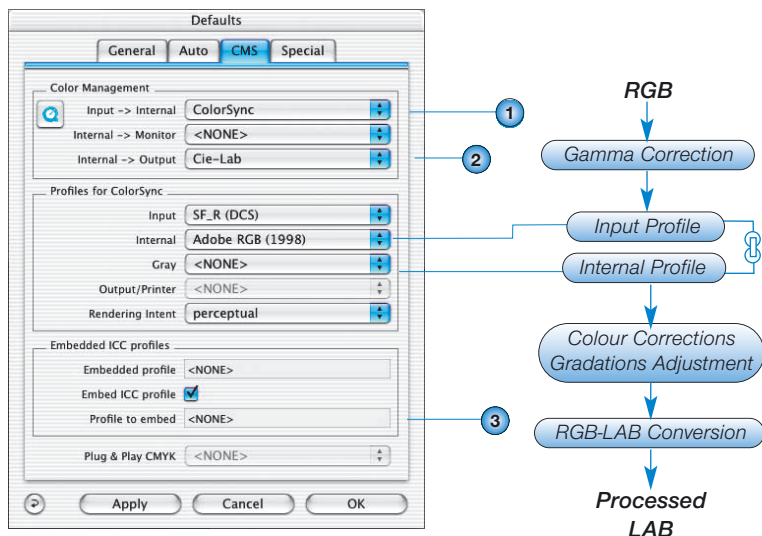 Defaults
General Auto CMS Special
Color Management
Input -> Internal ColorSync
Internal -> Monitor <NONE>
Internal -> Output Cie-Lab
Profiles for ColorSync
Input SF_R (DCS)
Internal Adobe RGB (1998)
Gray <NONE>
Output/Printer <NONE>
Rendering Intent perceptual
Embedded ICC profiles
Embedded profile <NONE>
Embed ICC profile
Profile to embed <NONE>
Plug & Play CMYK <NONE>
Apply Cancel OK
1
2
3
RGB
Gamma Correction
Input Profile
Internal Profile
Colour Corrections
Gradations Adjustment
RGB-LAB Conversion
Processed
LAB